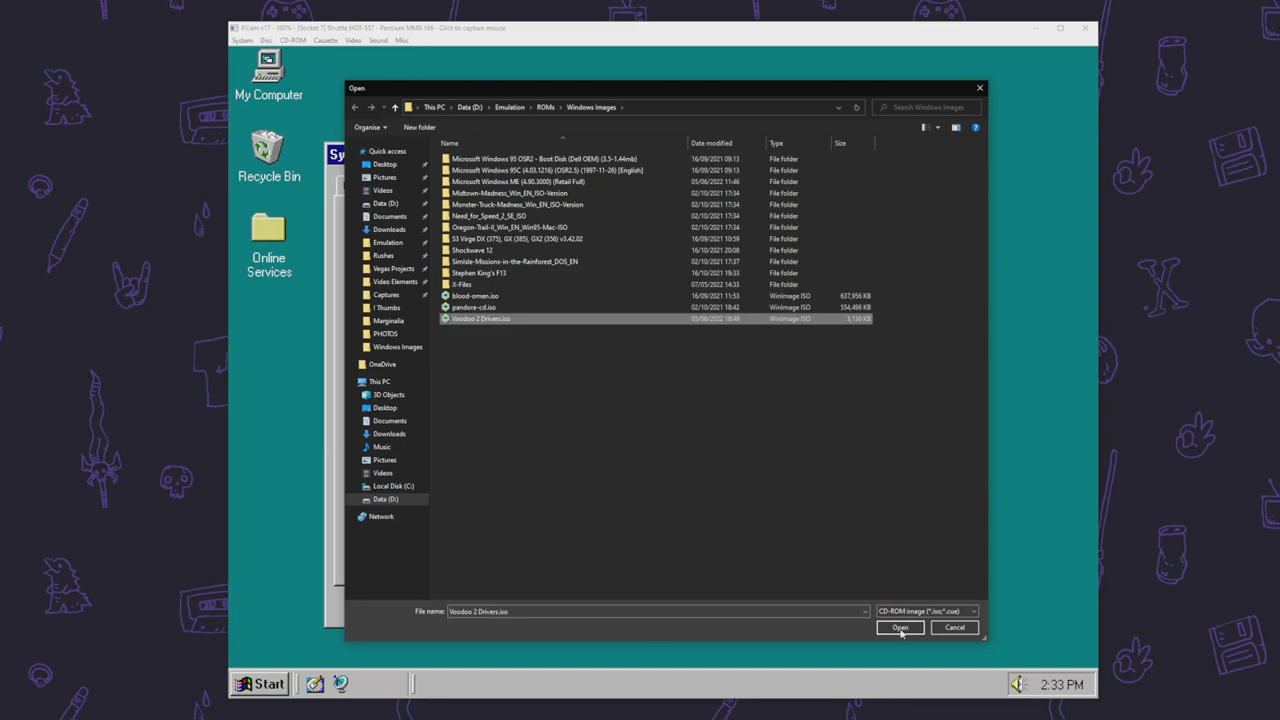 PCem v17 - 100% - [Socket 7] Shuttle HOT-557 - Pentium MMX 166 - Click to capture mouse
System Disc CD-ROM Cassette Video Sound Misc
My Computer
Recycle Bin
Online
Services
Sy
Open
This PC › Data (D:) › Emulation › ROMs › Windows Images ›
Search Windows Images
Organise New folder
Name Date modified Type Size
Quick access
Desktop
Pictures
Videos
Data (D:)
Documents
Downloads
Emulation
Rushes
Vegas Projects
Video Elements
Captures
! Thumbs
Marginalia
PHOTOS
Windows Images
OneDrive
This PC
3D Objects
Desktop
Documents
Downloads
Music
Pictures
Videos
Local Disk (C:)
Data (D:)
Network
Microsoft Windows 95 OSR2 - Boot Disk (Dell OEM) (3.5-1.44mb) 16/09/2021 09:13 File folder
Microsoft Windows 95C (4.03.1216) (OSR2.5) (1997-11-26) [English] 16/09/2021 09:13 File folder
Microsoft Windows ME (4.90.3000) (Retail Full) 05/06/2022 11:46 File folder
Midtown-Madness_Win_EN_ISO-Version 02/10/2021 17:34 File folder
Monster-Truck-Madness_Win_EN_ISO-Version 02/10/2021 17:34 File folder
Need_for_Speed_2_SE_ISO 02/10/2021 17:34 File folder
Oregon-Trail-II_Win_EN_Win95-Mac-ISO 02/10/2021 17:34 File folder
S3 Virge DX (375), GX (385), GX2 (356) v3.42.02 16/09/2021 10:59 File folder
Shockwave 12 16/10/2021 20:08 File folder
SimIsle-Missions-in-the-Rainforest_DOS_EN 02/10/2021 17:37 File folder
Stephen King's F13 16/10/2021 19:33 File folder
X-Files 07/05/2022 14:33 File folder
blood-omen.iso 16/09/2021 11:53 WinImage ISO 637,956 KB
pandora-cd.iso 02/10/2021 18:42 WinImage ISO 554,496 KB
Voodoo 2 Drivers.iso 05/06/2022 18:49 WinImage ISO 3,136 KB
File name: Voodoo 2 Drivers.iso CD-ROM image (*.iso;*.cue)
Open Cancel
Start 2:33 PM